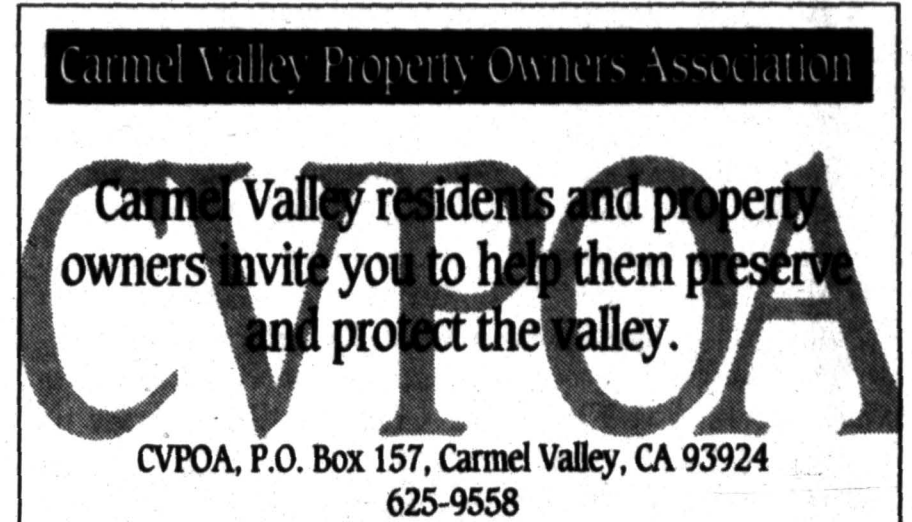 Carmel Valley Property Owners Association
CVPOA
Carmel Valley residents and property
owners invite you to help them preserve
and protect the valley.
CVPOA, P.O. Box 157, Carmel Valley, CA 93924
625-9558